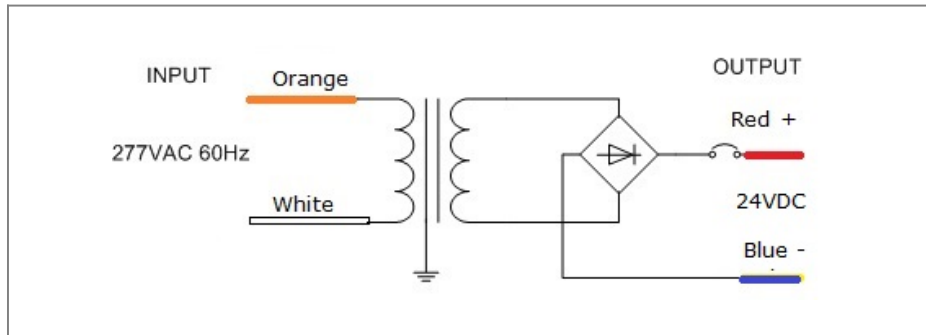 INPUT
Orange
277VAC 60Hz
White
OUTPUT
Red +
24VDC
Blue -